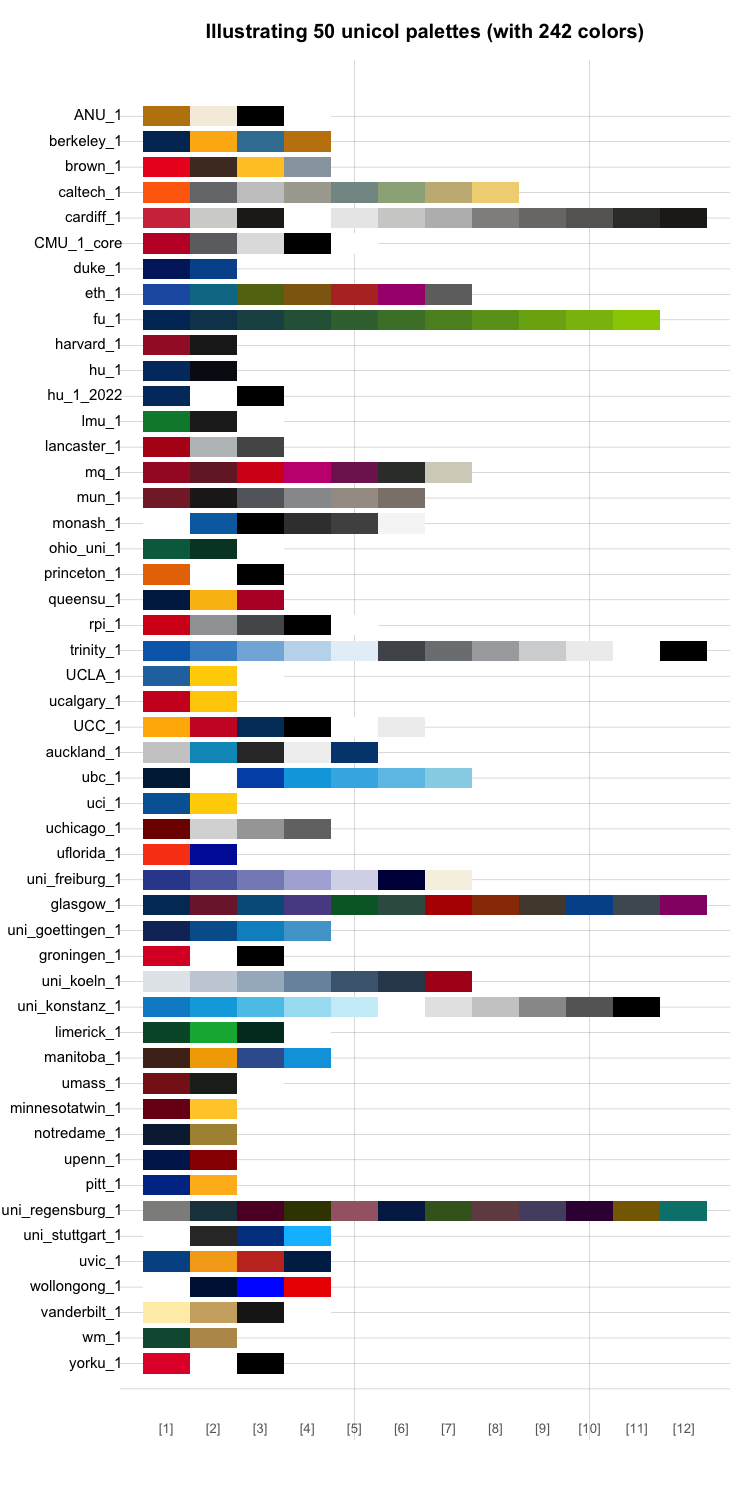 Illustrating 50 unicol palettes (with 242 colors)
ANU_1
berkeley_1
brown_1
caltech_1
cardiff_1
CMU_1_core
duke_1
eth_1
fu_1
harvard_1
hu_1
hu_1_2022
lmu_1
lancaster_1
mq_1
mun_1
monash_1
ohio_uni_1
princeton_1
queensu_1
rpi_1
trinity_1
UCLA_1
ucalgary_1
UCC_1
auckland_1
ubc_1
uci_1
uchicago_1
uflorida_1
uni_freiburg_1
glasgow_1
uni_goettingen_1
groningen_1
uni_koeln_1
uni_konstanz_1
limerick_1
manitoba_1
umass_1
minnesotatwin_1
notredame_1
upenn_1
pitt_1
uni_regensburg_1
uni_stuttgart_1
uvic_1
wollongong_1
vanderbilt_1
wm_1
yorku_1
[1] [2] [3] [4] [5] [6] [7] [8] [9] [10] [11] [12]